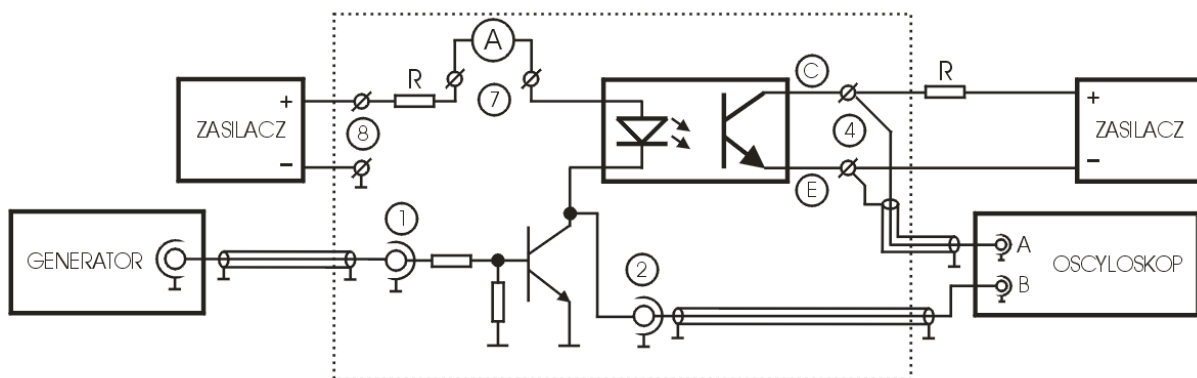 A
R
7
+
ZASILACZ
8
−
C
R
4
+
ZASILACZ
−
E
1
GENERATOR
2
A
OSCYLOSKOP
B